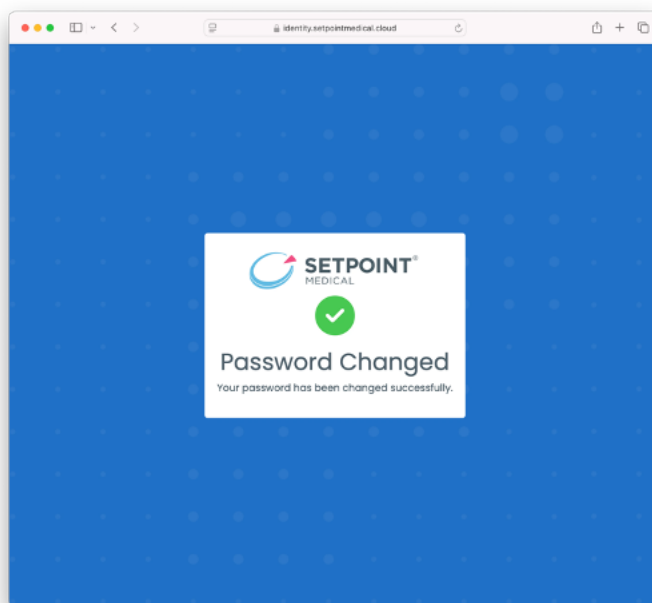 identity.setpointmedical.cloud
SETPOINT®
MEDICAL
Password Changed
Your password has been changed successfully.